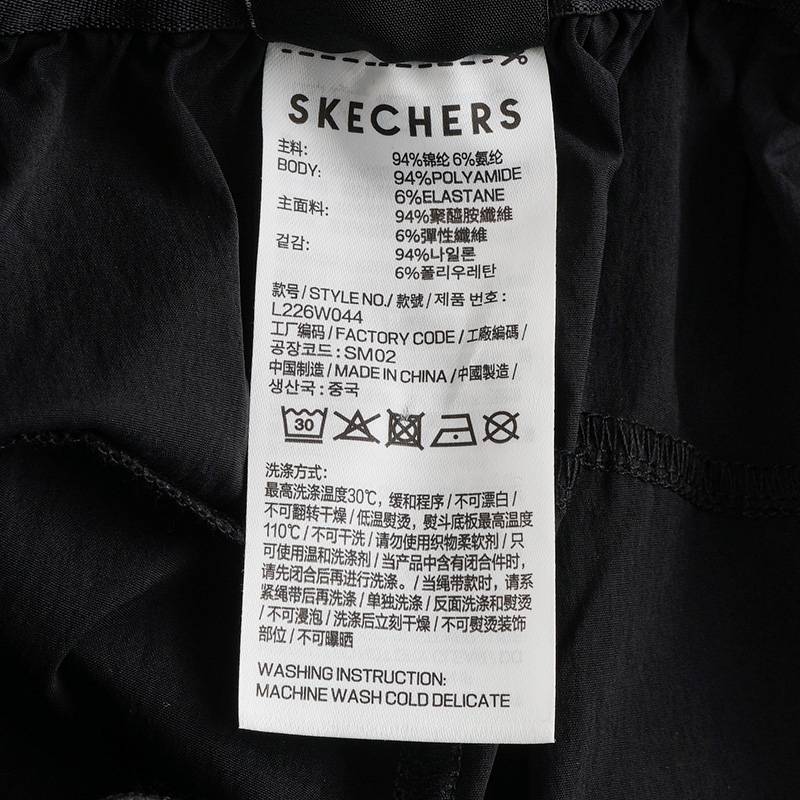 SKECHERS
主料: 94%锦纶 6%氨纶
BODY: 94%POLYAMIDE
6%ELASTANE
主面料: 94%聚醯胺纖維
6%彈性纖維
겉감: 94%나일론
6%폴리우레탄
款号 / STYLE NO./ 款號 / 제품 번호 :
L226W044
工厂编码 / FACTORY CODE / 工廠編碼 /
공장코드 : SM02
中国制造 / MADE IN CHINA /中國製造 /
생산국 : 중국
30
洗涤方式:
最高洗涤温度30℃, 缓和程序 / 不可漂白 /
不可翻转干燥 / 低温熨烫, 熨斗底板最高温度
110℃ / 不可干洗 / 请勿使用织物柔软剂 / 只
可使用温和洗涤剂 / 当产品中含有闭合件时,
请先闭合后再进行洗涤。 / 当绳带款时, 请系
紧绳带后再洗涤 / 单独洗涤 / 反面洗涤和熨烫
/ 不可浸泡 / 洗涤后立刻干燥 / 不可熨烫装饰
部位 / 不可曝晒
WASHING INSTRUCTION:
MACHINE WASH COLD DELICATE